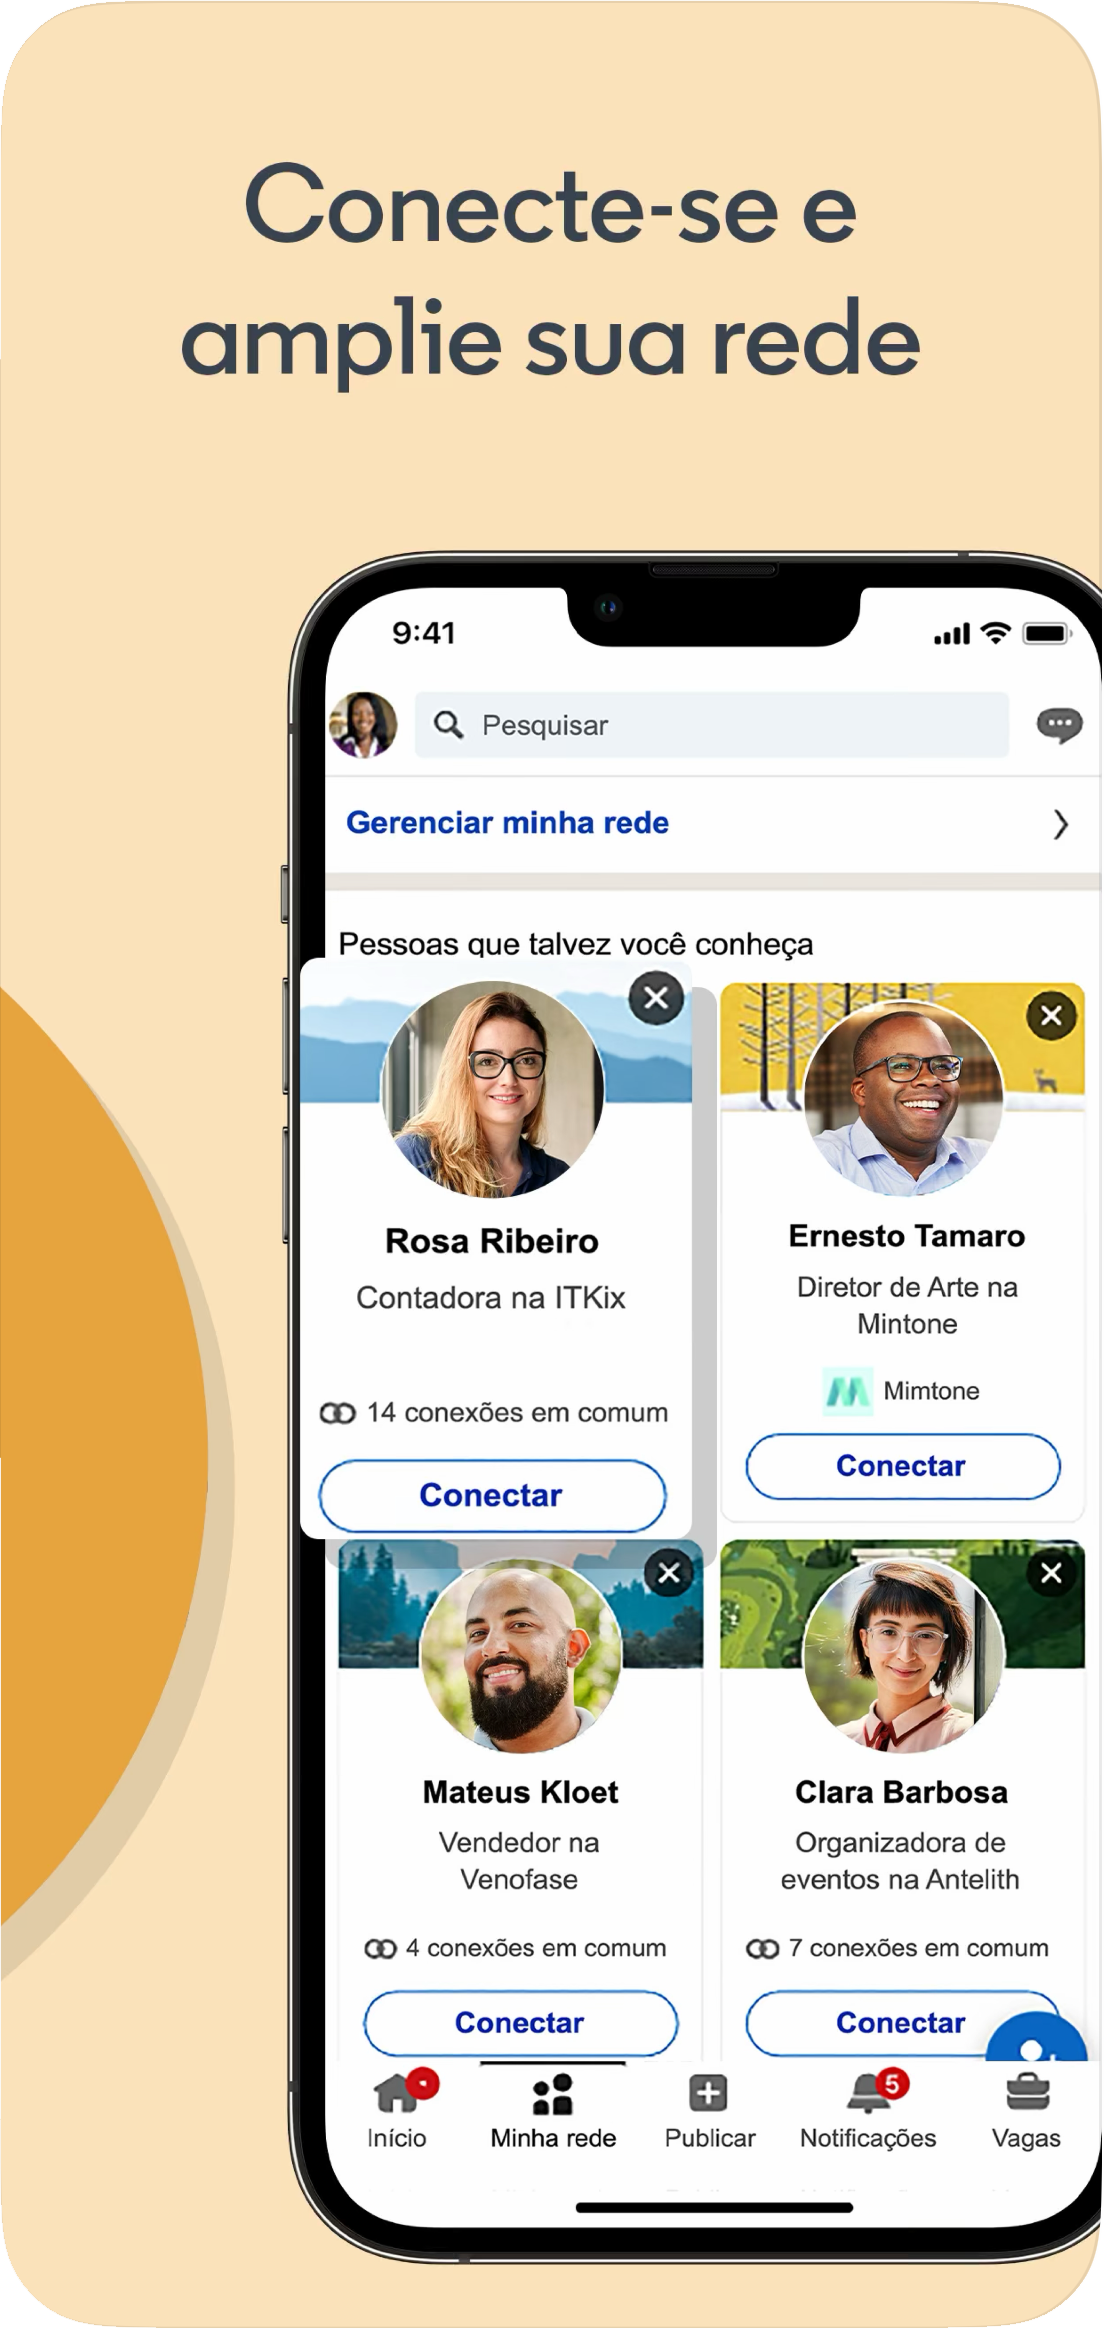 Conecte-se e
amplie sua rede
9:41
Pesquisar
Gerenciar minha rede
Pessoas que talvez você conheça
Rosa Ribeiro
Contadora na ITKix
14 conexões em comum
Conectar
Ernesto Tamaro
Diretor de Arte na
Mintone
Mimtone
Conectar
Mateus Kloet
Vendedor na
Venofase
4 conexões em comum
Conectar
Clara Barbosa
Organizadora de
eventos na Antelith
7 conexões em comum
Conectar
Início
Minha rede
Publicar
5
Notificações
Vagas